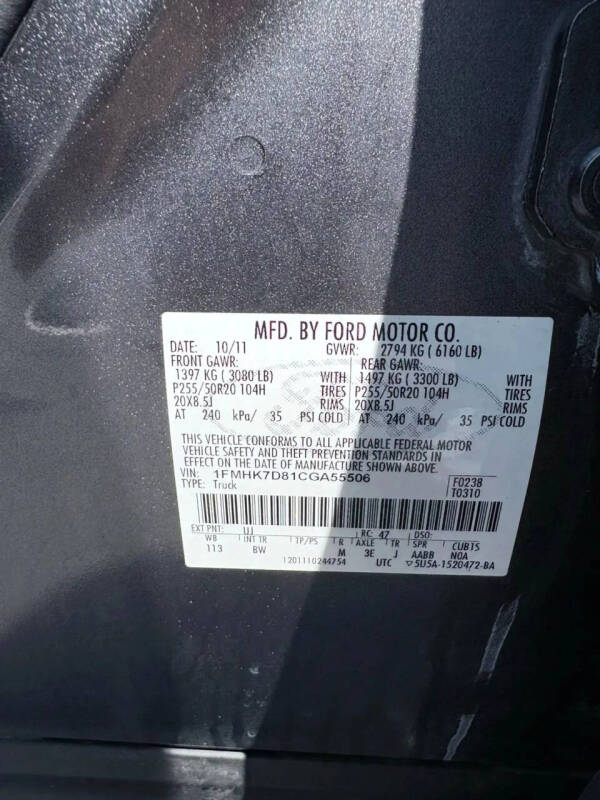 MFD. BY FORD MOTOR CO.
DATE: 10/11 GVWR: 2794 KG ( 6160 LB)
FRONT GAWR: REAR GAWR:
1397 KG ( 3080 LB) WITH 1497 KG ( 3300 LB) WITH
P255/50R20 104H TIRES P255/50R20 104H TIRES
20X8.5J RIMS 20X8.5J RIMS
AT 240 kPa/ 35 PSI COLD AT 240 kPa/ 35 PSI COLD
THIS VEHICLE CONFORMS TO ALL APPLICABLE FEDERAL MOTOR
VEHICLE SAFETY AND THEFT PREVENTION STANDARDS IN
EFFECT ON THE DATE OF MANUFACTURE SHOWN ABOVE.
VIN: 1FMHK7D81CGA55506 F0238
TYPE: Truck T0310
EXT PNT: UJ RC: 47 DSO:
WB INT TR TP/PS R AXLE TR SPR CUBTS
113 BW M 3E J AABB NOA
1201110244754 UTC ▽5U5A-1520472-BA